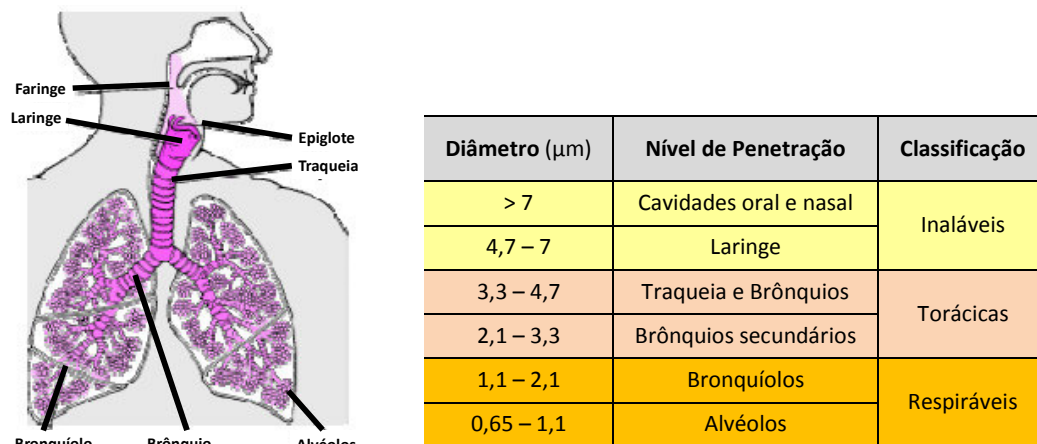 Faringe
Laringe
Epiglote
Traqueia
Bronquíolo
Brônquio
Alvéolos
Diâmetro (µm) Nível de Penetração Classificação
> 7 Cavidades oral e nasal Inaláveis
4,7 – 7 Laringe
3,3 – 4,7 Traqueia e Brônquios Torácicas
2,1 – 3,3 Brônquios secundários
1,1 – 2,1 Bronquíolos Respiráveis
0,65 – 1,1 Alvéolos